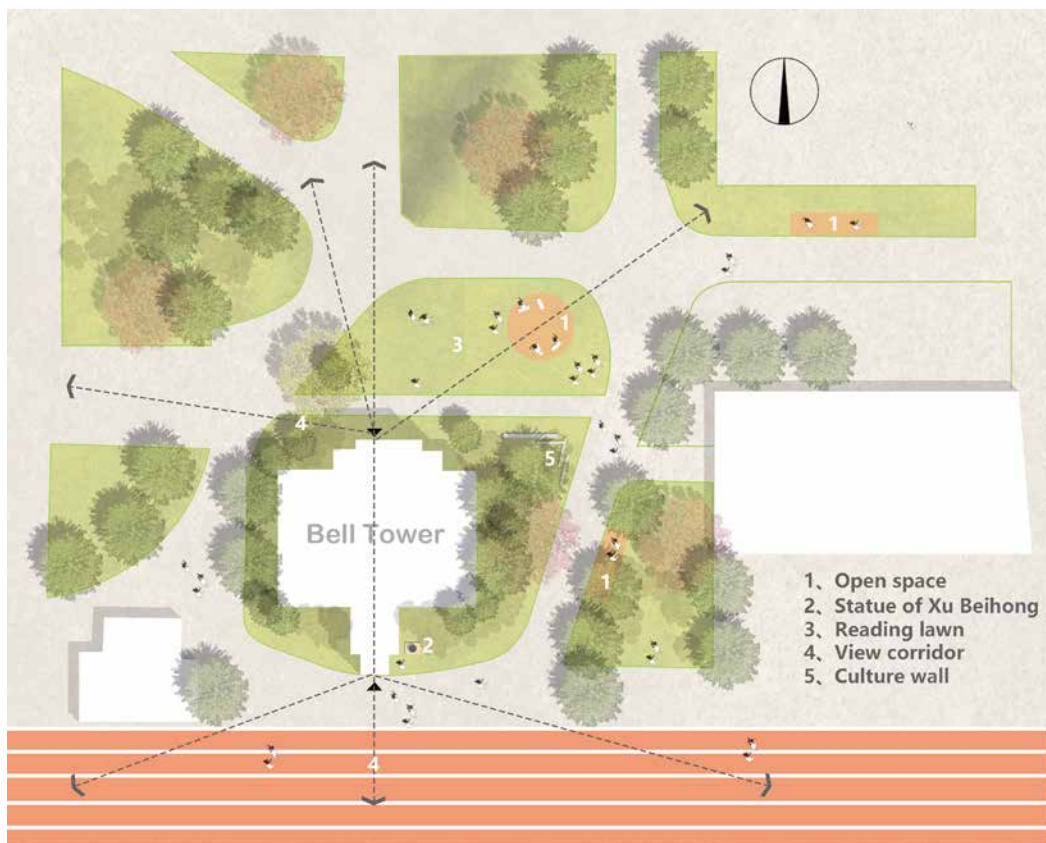 1
1
3
4
5
Bell Tower
1
2
4
1、Open space
2、Statue of Xu Beihong
3、Reading lawn
4、View corridor
5、Culture wall